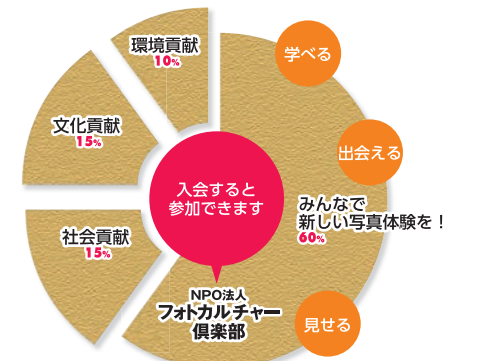 環境貢献
10%
学べる
文化貢献
15%
出会える
入会すると
参加できます
みんなで
新しい写真体験を！
60%
社会貢献
15%
NPO法人
フォトカルチャー
倶楽部
見せる